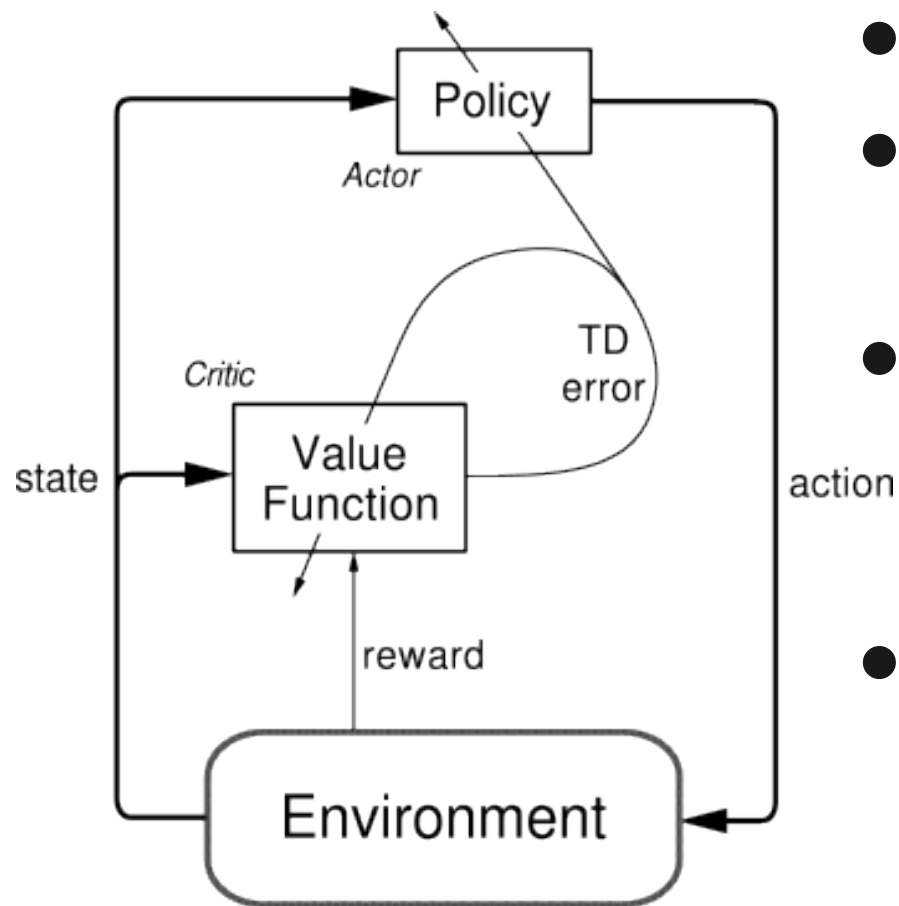 Policy
Actor
TD
error
Critic
Value
Function
state
action
reward
Environment